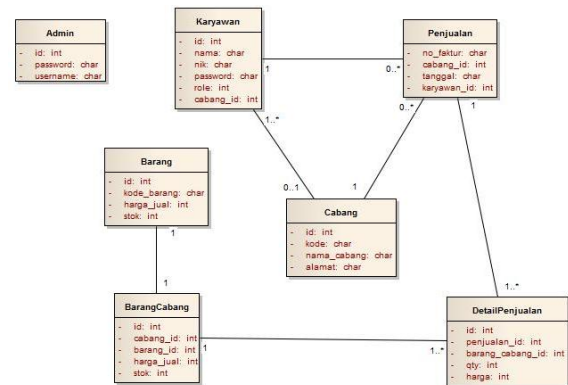 Admin
- id: int
- password: char
- username: char
Karyawan
- id: int
- nama: char
- nik: char
- password: char
- role: int
- cabang_id: int
1
0..*
Penjualan
- no_faktur: char
- cabang_id: int
- tanggal: char
- karyawan_id: int
1..*
0..*
1
Barang
- id: int
- kode_barang: char
- harga_jual: int
- stok: int
1
0..1
1
Cabang
- id: int
- kode: char
- nama_cabang: char
- alamat: char
1
1..*
BarangCabang
- id: int
- cabang_id: int
- barang_id: int
- harga_jual: int
- stok: int
1
1..*
DetailPenjualan
- id: int
- penjualan_id: int
- barang_cabang_id: int
- qty: int
- harga: int